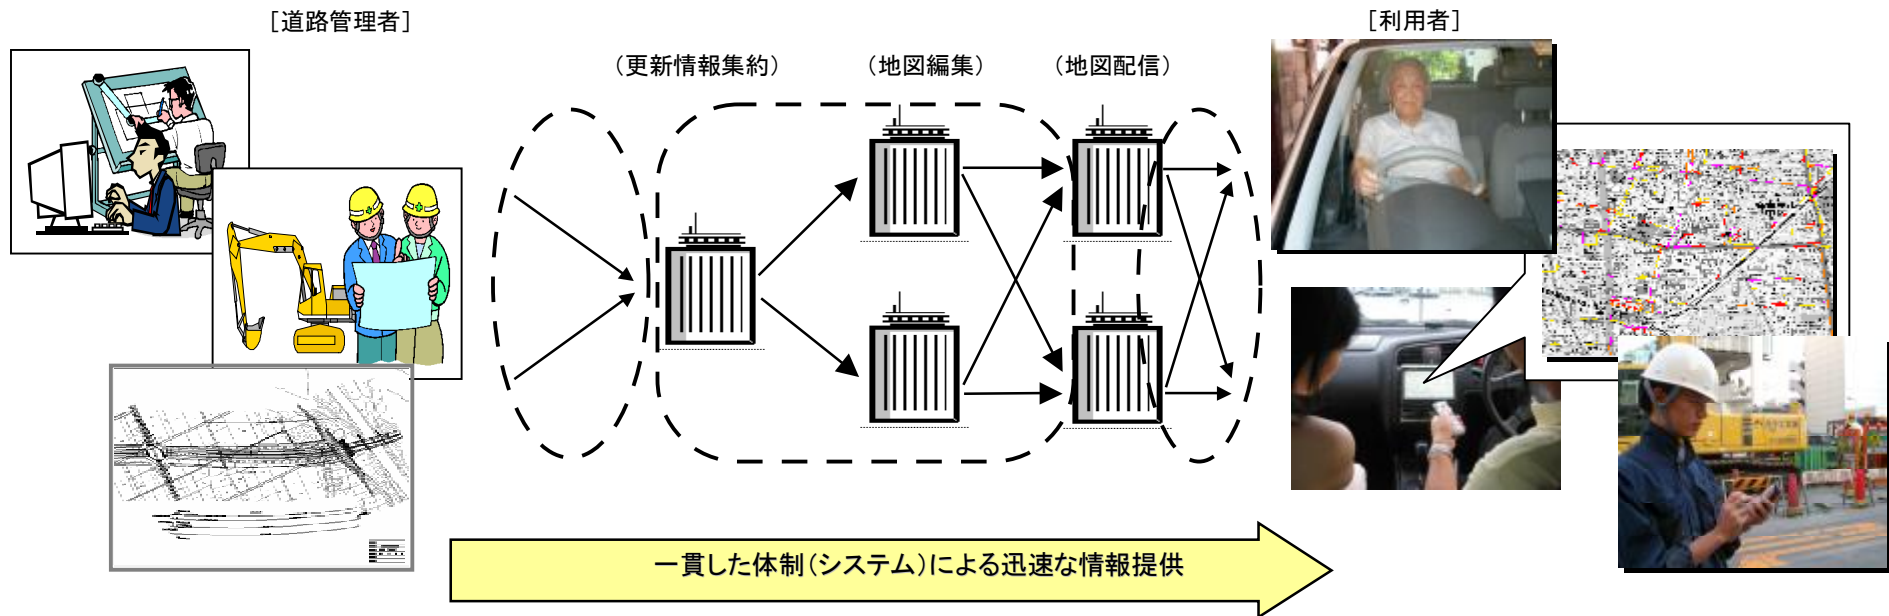 ［道路管理者］
［利用者］
（更新情報集約）
（地図編集）
（地図配信）
一貫した体制（システム）による迅速な情報提供